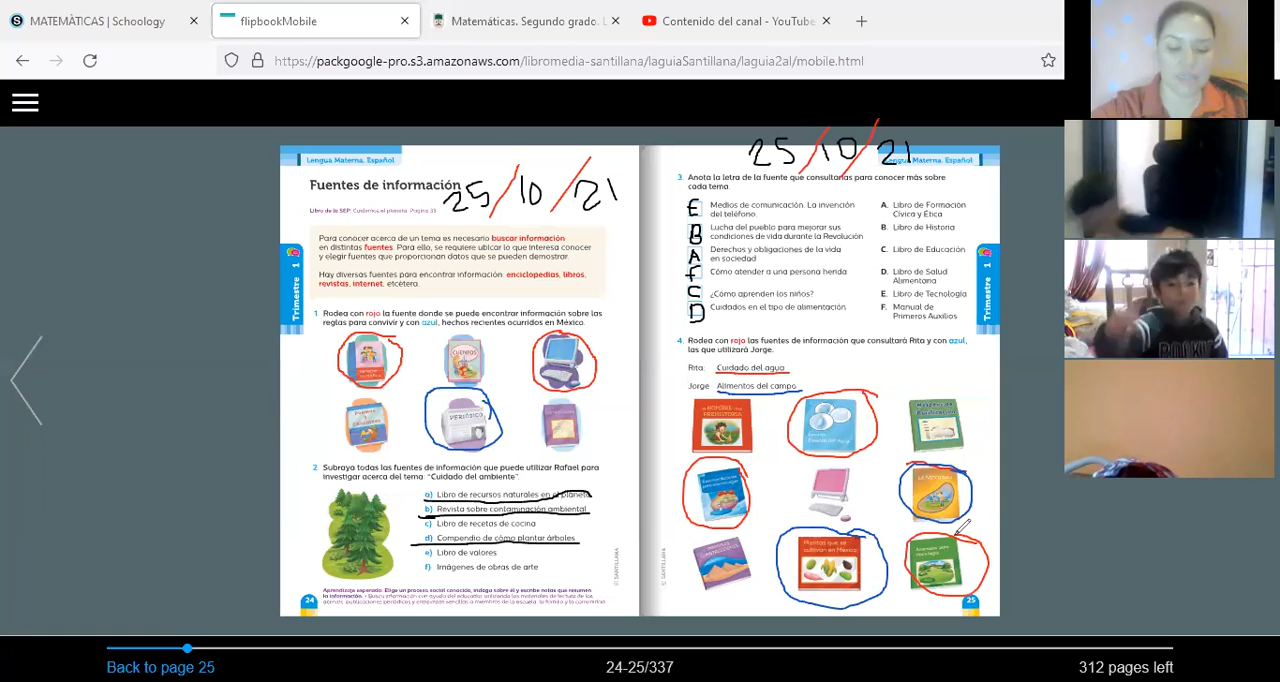 MATEMÀTICAS | Schoology
flipbookMobile
Matemáticas. Segundo grado. L
Contenido del canal - YouTube
https://packgoogle-pro.s3.amazonaws.com/libromedia-santillana/laguiaSantillana/laguia2al/mobile.html
Lengua Materna. Español
Fuentes de información
25/10/21
Libro de la SEP: Cuidemos el planeta. Página 33.
Para conocer acerca de un tema es necesario buscar información
en distintas fuentes. Para ello, se requiere ubicar lo que interesa conocer
y elegir fuentes que proporcionan datos que se pueden demostrar.
Hay diversas fuentes para encontrar información: enciclopedias, libros,
revistas, internet, etcétera.
Trimestre 1
1 Rodea con rojo la fuente donde se puede encontrar información sobre las
reglas para convivir y con azul, hechos recientes ocurridos en México.
CUENTOS
PERIÓDICO
2 Subraya todas las fuentes de información que puede utilizar Rafael para
investigar acerca del tema "Cuidado del ambiente".
a) Libro de recursos naturales en el planeta
b) Revista sobre contaminación ambiental
c) Libro de recetas de cocina
d) Compendio de cómo plantar árboles
e) Libro de valores
f) Imágenes de obras de arte
© SANTILLANA
24
25/10/21
Lengua Materna. Español
3. Anota la letra de la fuente que consultarías para conocer más sobre
cada tema.
E Medios de comunicación. La invención
del teléfono.
B Lucha del pueblo para mejorar sus
condiciones de vida durante la Revolución
A Derechos y obligaciones de la vida
en sociedad
F Cómo atender a una persona herida
C ¿Cómo aprenden los niños?
D Cuidados en el tipo de alimentación.
A. Libro de Formación
Cívica y Ética
B. Libro de Historia
C. Libro de Educación
D. Libro de Salud
Alimentaria
E. Libro de Tecnología
F. Manual de
Primeros Auxilios
Trimestre 1
4. Rodea con rojo las fuentes de información que consultará Rita y con azul,
las que utilizará Jorge.
Rita: Cuidado del agua
Jorge Alimentos del campo
Plantas que se
cultivan en México
© SANTILLANA
25
Back to page 25
24-25/337
312 pages left